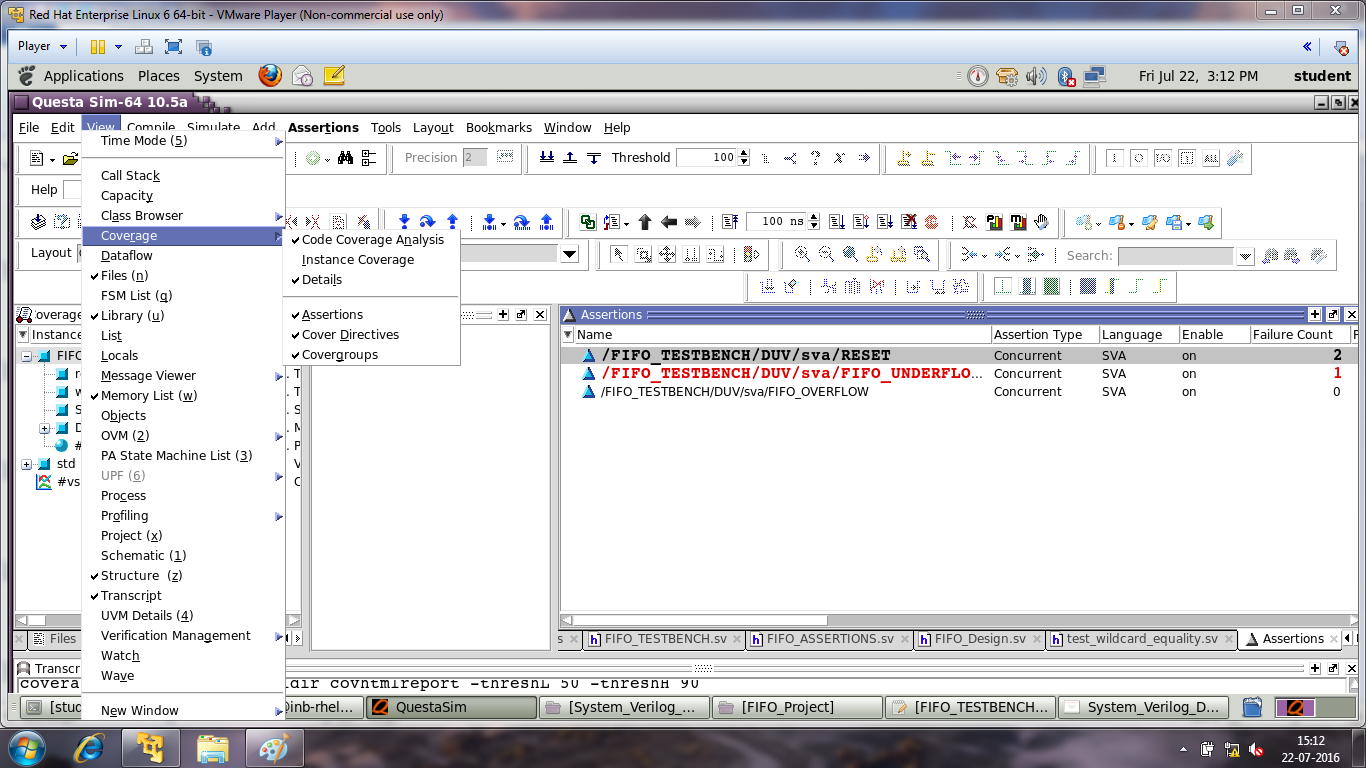 Red Hat Enterprise Linux 6 64-bit - VMware Player (Non-commercial use only)
Player
Applications Places System Fri Jul 22, 3:12 PM student
Questa Sim-64 10.5a
File Edit View Compile Simulate Add Assertions Tools Layout Bookmarks Window Help
Time Mode (5)
Precision 2 Threshold 100
Call Stack
Help
Capacity
Class Browser
100 ns
Coverage
Code Coverage Analysis
Layout
Search:
Dataflow
Instance Coverage
Files (n)
Details
FSM List (q)
Library (u)
Assertions
List
Cover Directives
Locals
Covergroups
Message Viewer
Memory List (w)
Objects
OVM (2)
PA State Machine List (3)
UPF (6)
Process
Profiling
Project (x)
Schematic (1)
Structure (z)
Transcript
UVM Details (4)
Verification Management
Watch
Wave
New Window
overage
Instanc
FIFO
std
#vs
Assertions
Name Assertion Type Language Enable Failure Count
/FIFO_TESTBENCH/DUV/sva/RESET Concurrent SVA on 2
/FIFO_TESTBENCH/DUV/sva/FIFO_UNDERFLO... Concurrent SVA on 1
/FIFO_TESTBENCH/DUV/sva/FIFO_OVERFLOW Concurrent SVA on 0
Files
FIFO_TESTBENCH.sv FIFO_ASSERTIONS.sv FIFO_Design.sv test_wildcard_equality.sv Assertions
Transcr
covera dir covhtmlreport -threshL 50 -threshH 90
[stu @inb-rhel... QuestaSim [System_Verilog_... [FIFO_Project] [FIFO_TESTBENCH... System_Verilog_D...
15:12
22-07-2016